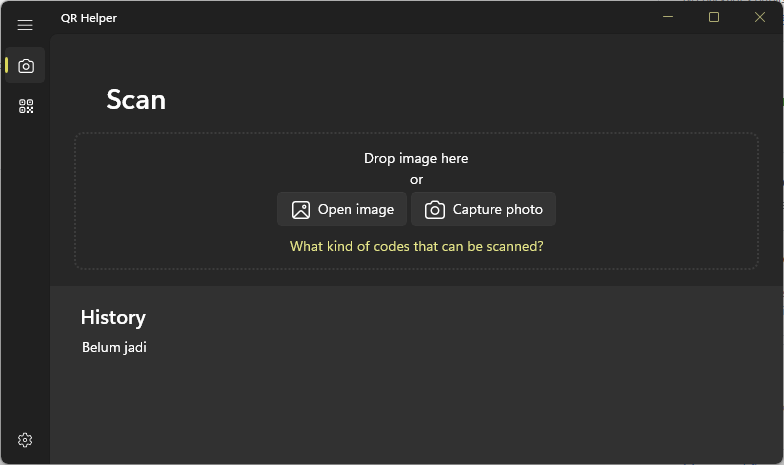 QR Helper
Scan
Drop image here
or
Open image
Capture photo
What kind of codes that can be scanned?
History
Belum jadi